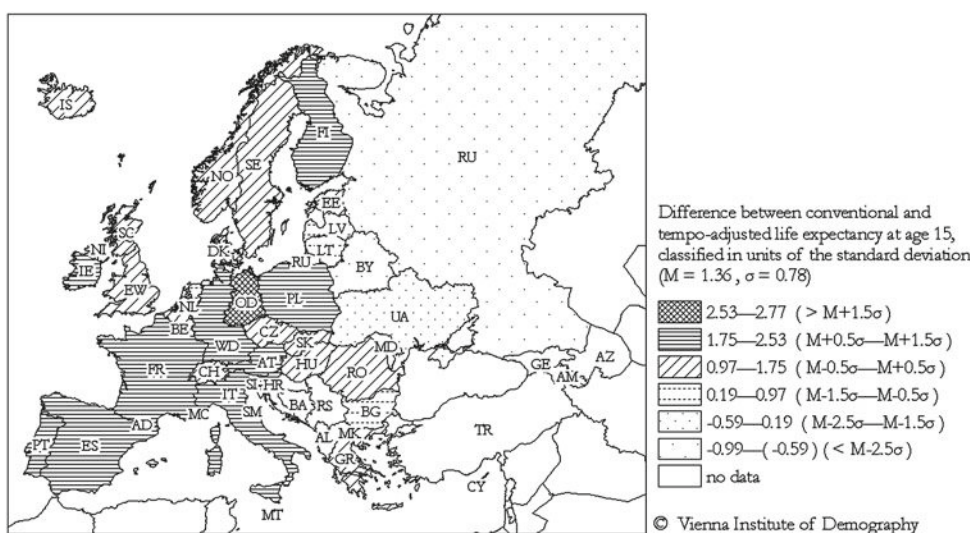 IS
FI
RU
NO
SE
EE
SC
LV
NI
DK
LT
IE
RU
BY
EW
NL
OD
PL
BE
UA
WD
CZ
SK
MD
FR
CH
AT
HU
RO
GE
AZ
SI
HR
AM
IT
BA
RS
MC
SM
BG
AD
PT
ES
AL
MK
TR
GR
CY
MT
Difference between conventional and
tempo-adjusted life expectancy at age 15,
classified in units of the standard deviation
(M = 1.36 , σ = 0.78)
2.53—2.77 ( > M+1.5σ)
1.75—2.53 ( M+0.5σ—M+1.5σ)
0.97—1.75 ( M-0.5σ—M+0.5σ)
0.19—0.97 ( M-1.5σ—M-0.5σ)
-0.59—0.19 ( M-2.5σ—M-1.5σ)
-0.99—( -0.59) ( < M-2.5σ)
no data
© Vienna Institute of Demography